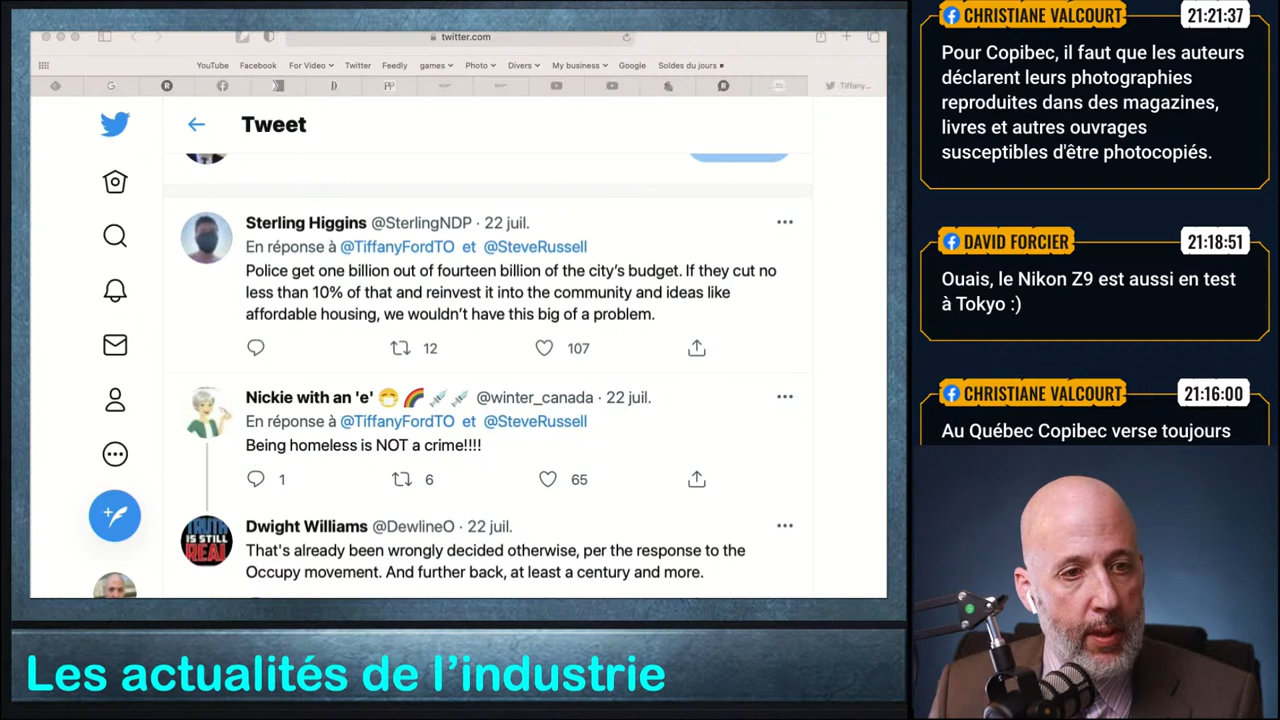 twitter.com
YouTube Facebook For Video Twitter Feedly games Photo Divers My business Google Soldes du jours
G
D
PP
Tiffany...
Tweet
Sterling Higgins @SterlingNDP · 22 juil.
En réponse à @TiffanyFordTO et @SteveRussell
Police get one billion out of fourteen billion of the city's budget. If they cut no
less than 10% of that and reinvest it into the community and ideas like
affordable housing, we wouldn't have this big of a problem.
12 107
Nickie with an 'e' 😷 🌈 💉 💉 @winter_canada · 22 juil.
En réponse à @TiffanyFordTO et @SteveRussell
Being homeless is NOT a crime!!!!
1 6 65
TRUTH
IS STILL
REAL
Dwight Williams @DewlineO · 22 juil.
That's already been wrongly decided otherwise, per the response to the
Occupy movement. And further back, at least a century and more.
Les actualités de l'industrie
CHRISTIANE VALCOURT 21:21:37
Pour Copibec, il faut que les auteurs
déclarent leurs photographies
reproduites dans des magazines,
livres et autres ouvrages
susceptibles d'être photocopiés.
DAVID FORCIER 21:18:51
Ouais, le Nikon Z9 est aussi en test
à Tokyo :)
CHRISTIANE VALCOURT 21:16:00
Au Québec Copibec verse toujours